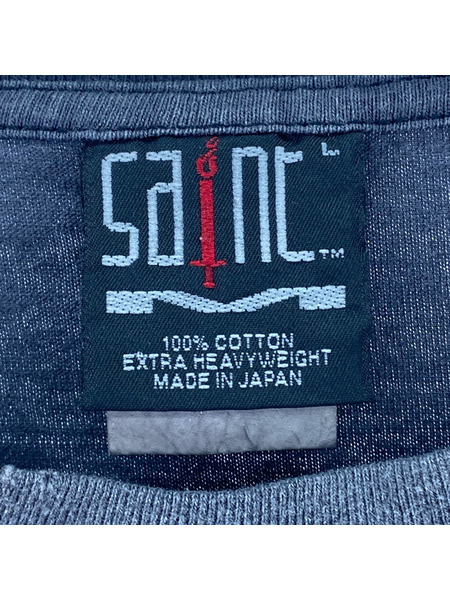 saint L
TM
100% COTTON
EXTRA HEAVYWEIGHT
MADE IN JAPAN